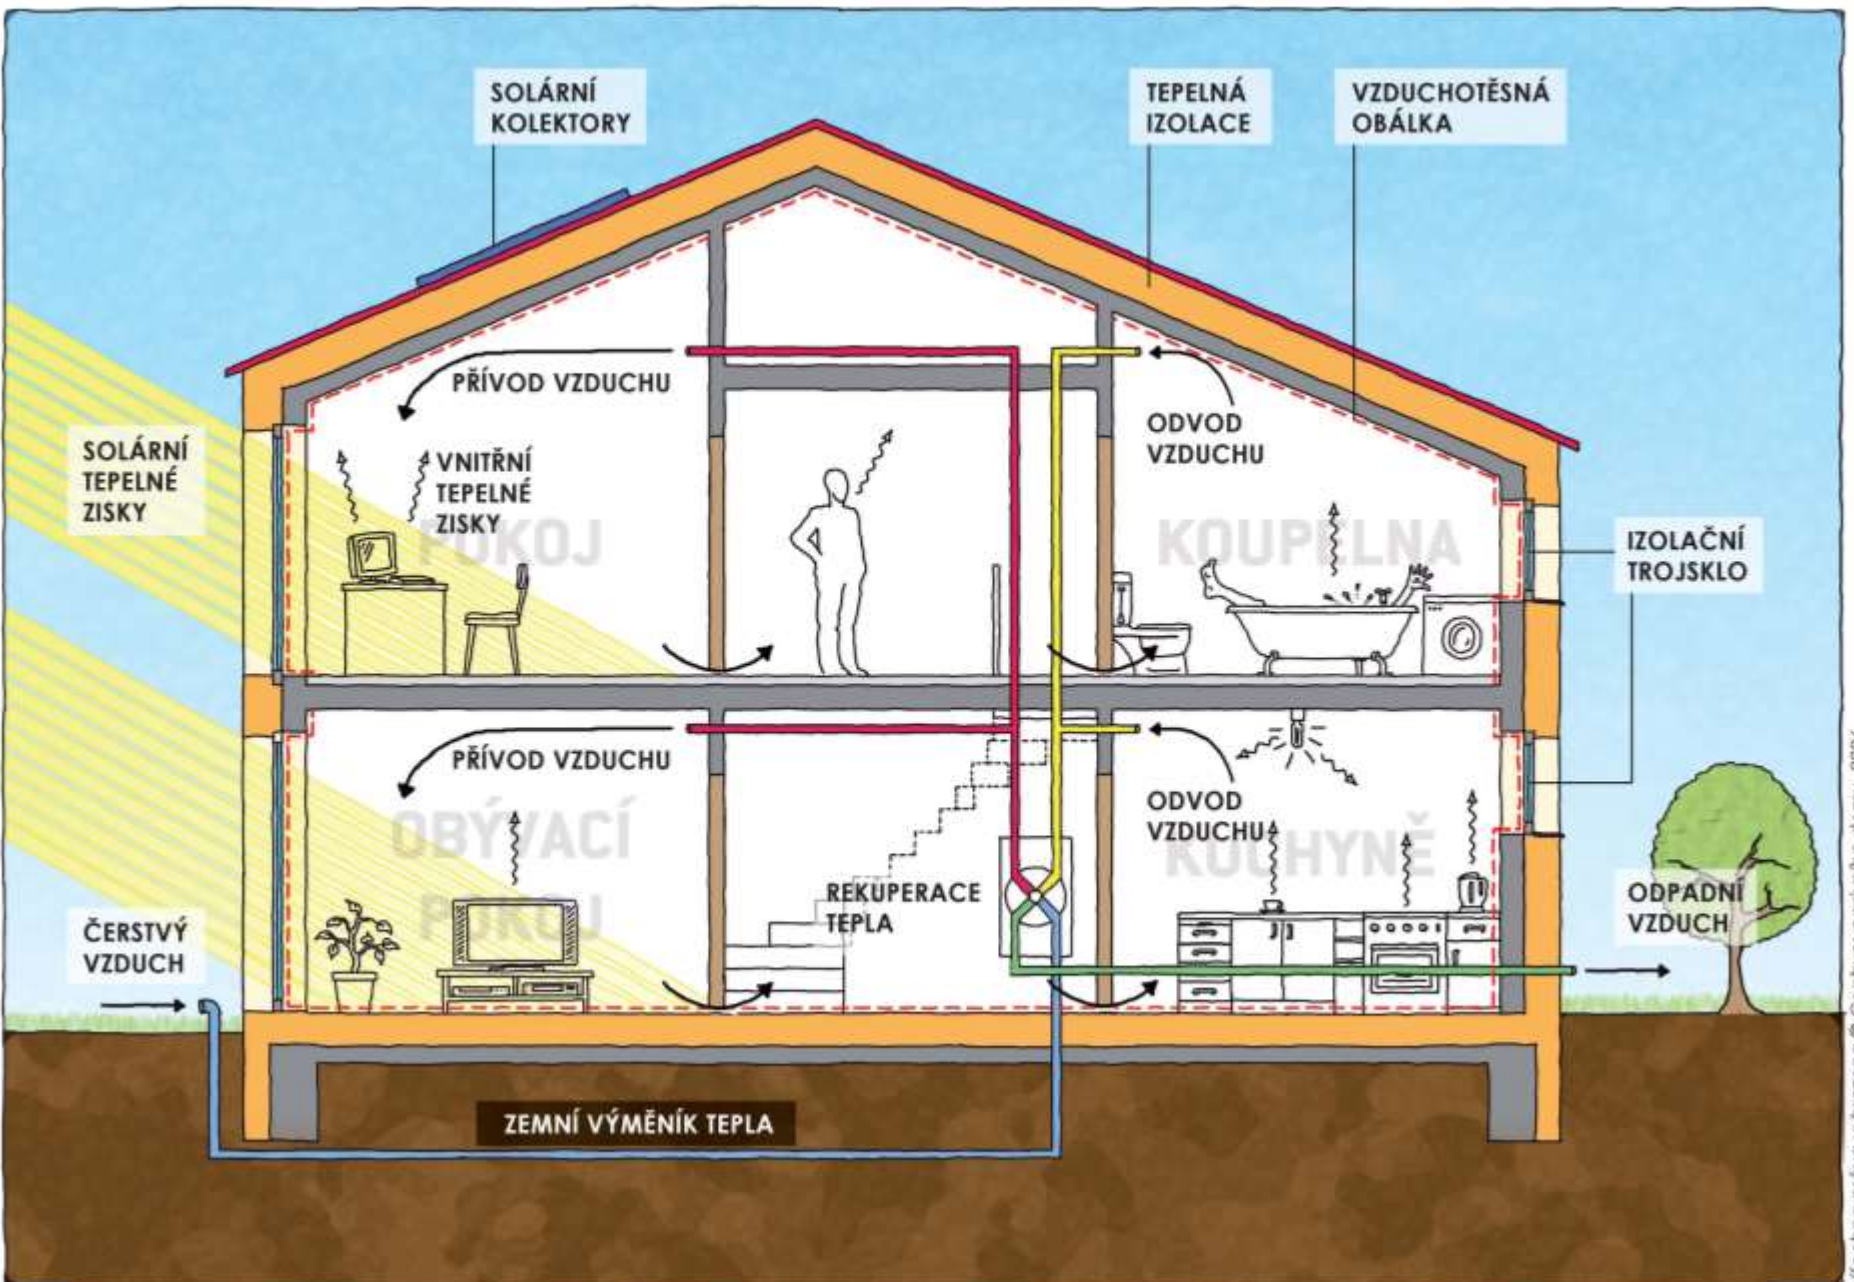 SOLÁRNÍ
KOLEKTORY
TEPELNÁ
IZOLACE
VZDUCHOTĚSNÁ
OBÁLKA
PŘÍVOD VZDUCHU
ODVOD
VZDUCHU
SOLÁRNÍ
TEPELNÉ
ZISKY
VNITŘNÍ
TEPELNÉ
ZISKY
POKOJ
KOUPELNA
IZOLAČNÍ
TROJSKLO
PŘÍVOD VZDUCHU
ODVOD
VZDUCHU
OBÝVACÍ
POKOJ
KUCHYNĚ
REKUPERACE
TEPLA
ČERSTVÝ
VZDUCH
ODPADNÍ
VZDUCH
ZEMNÍ VÝMĚNÍK TEPLA